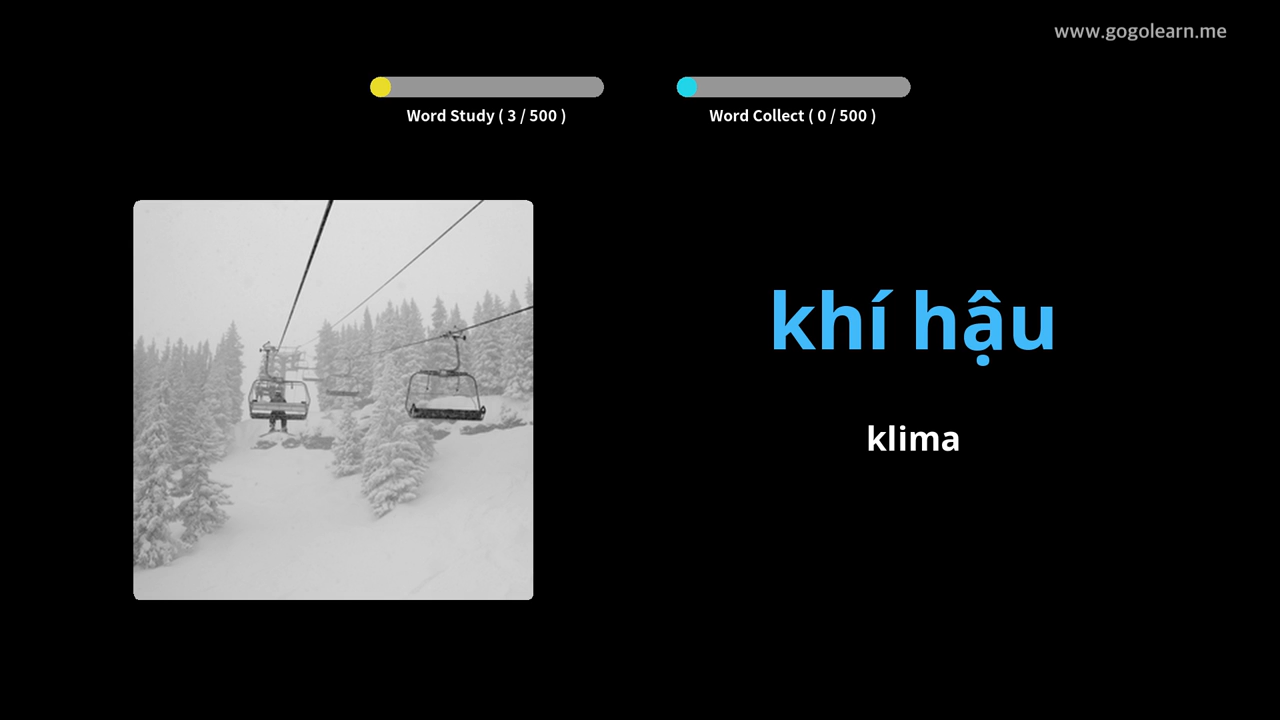 www.gogolearn.me
Word Study ( 3 / 500 )
Word Collect ( 0 / 500 )
khí hậu
klima